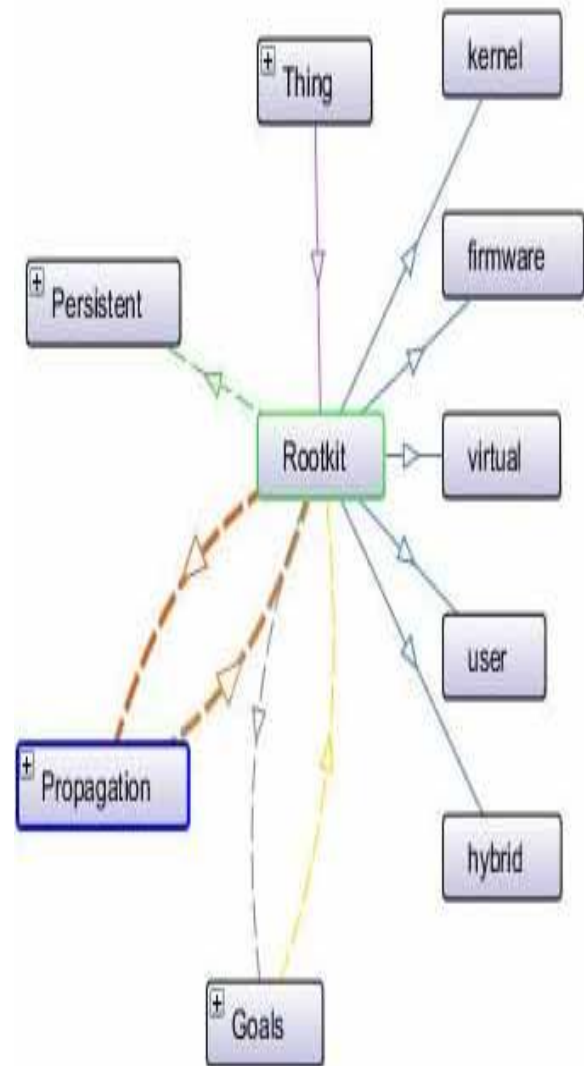 kernel
Thing
firmware
Persistent
Rootkit
virtual
user
Propagation
hybrid
Goals